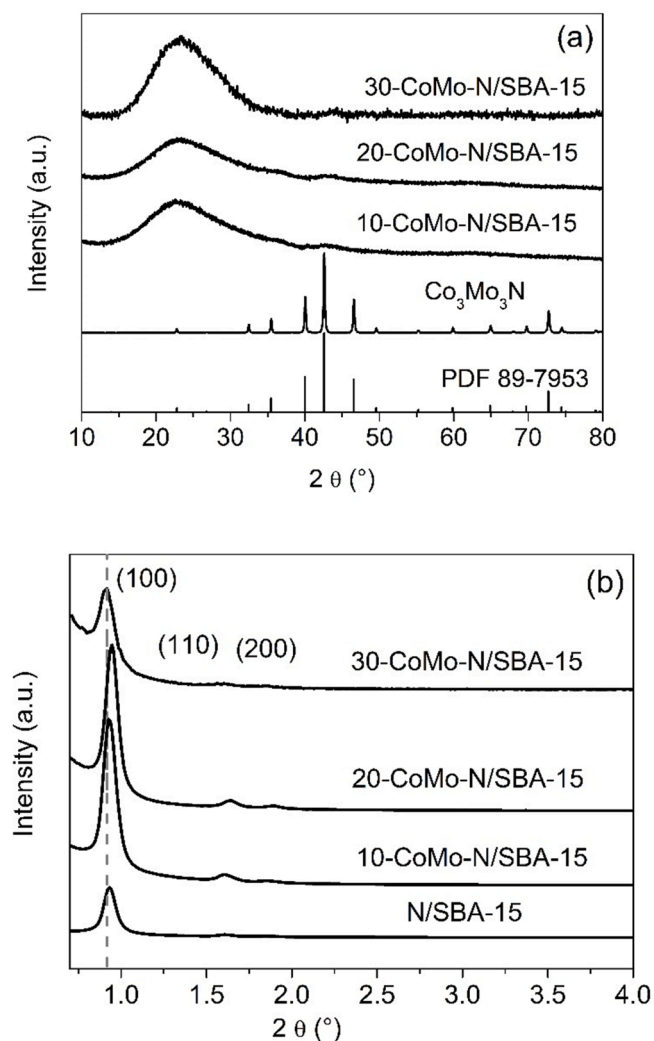 (a)
30-CoMo-N/SBA-15
20-CoMo-N/SBA-15
10-CoMo-N/SBA-15
Co₃Mo₃N
PDF 89-7953
Intensity (a.u.)
10 20 30 40 50 60 70 80
2 θ (°)
(b)
(100)
(110) (200)
30-CoMo-N/SBA-15
20-CoMo-N/SBA-15
10-CoMo-N/SBA-15
N/SBA-15
Intensity (a.u.)
1.0 1.5 2.0 2.5 3.0 3.5 4.0
2 θ (°)